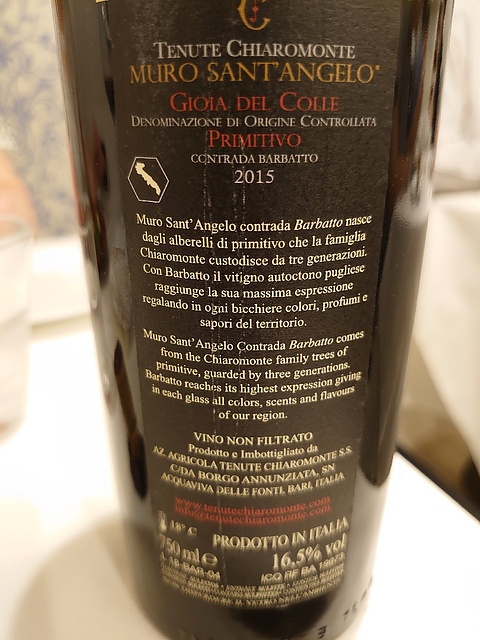 TENUTE CHIAROMONTE
MURO SANT'ANGELO®
GIOIA DEL COLLE
DENOMINAZIONE DI ORIGINE CONTROLLATA
PRIMITIVO
CONTRADA BARBATTO
2015
Muro Sant'Angelo contrada Barbatto nasce
dagli alberelli di primitivo che la famiglia
Chiaromonte custodisce da tre generazioni.
Con Barbatto il vitigno autoctono pugliese
raggiunge la sua massima espressione
regalando in ogni bicchiere colori, profumi e
sapori del territorio.
Muro Sant'Angelo Contrada Barbatto comes
from the Chiaromonte family trees of
primitive, guarded by three generations.
Barbatto reaches its highest expression giving
in each glass all colors, scents and flavours
of our region.
VINO NON FILTRATO
Prodotto e Imbottigliato da
AZ. AGRICOLA TENUTE CHIAROMONTE S.S.
C/DA BORGO ANNUNZIATA, SN
ACQUAVIVA DELLE FONTI, BARI, ITALIA
www.tenutechiaromonte.com
info@tenutechiaromonte.com
18° C
PRODOTTO IN ITALIA
750 ml e
16.5% vol
ICQ RF BA